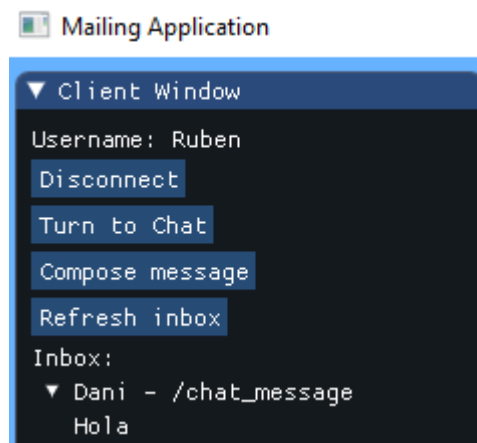 Mailing Application
Client Window
Username: Ruben
Disconnect
Turn to Chat
Compose message
Refresh inbox
Inbox:
Dani - /chat_message
Hola